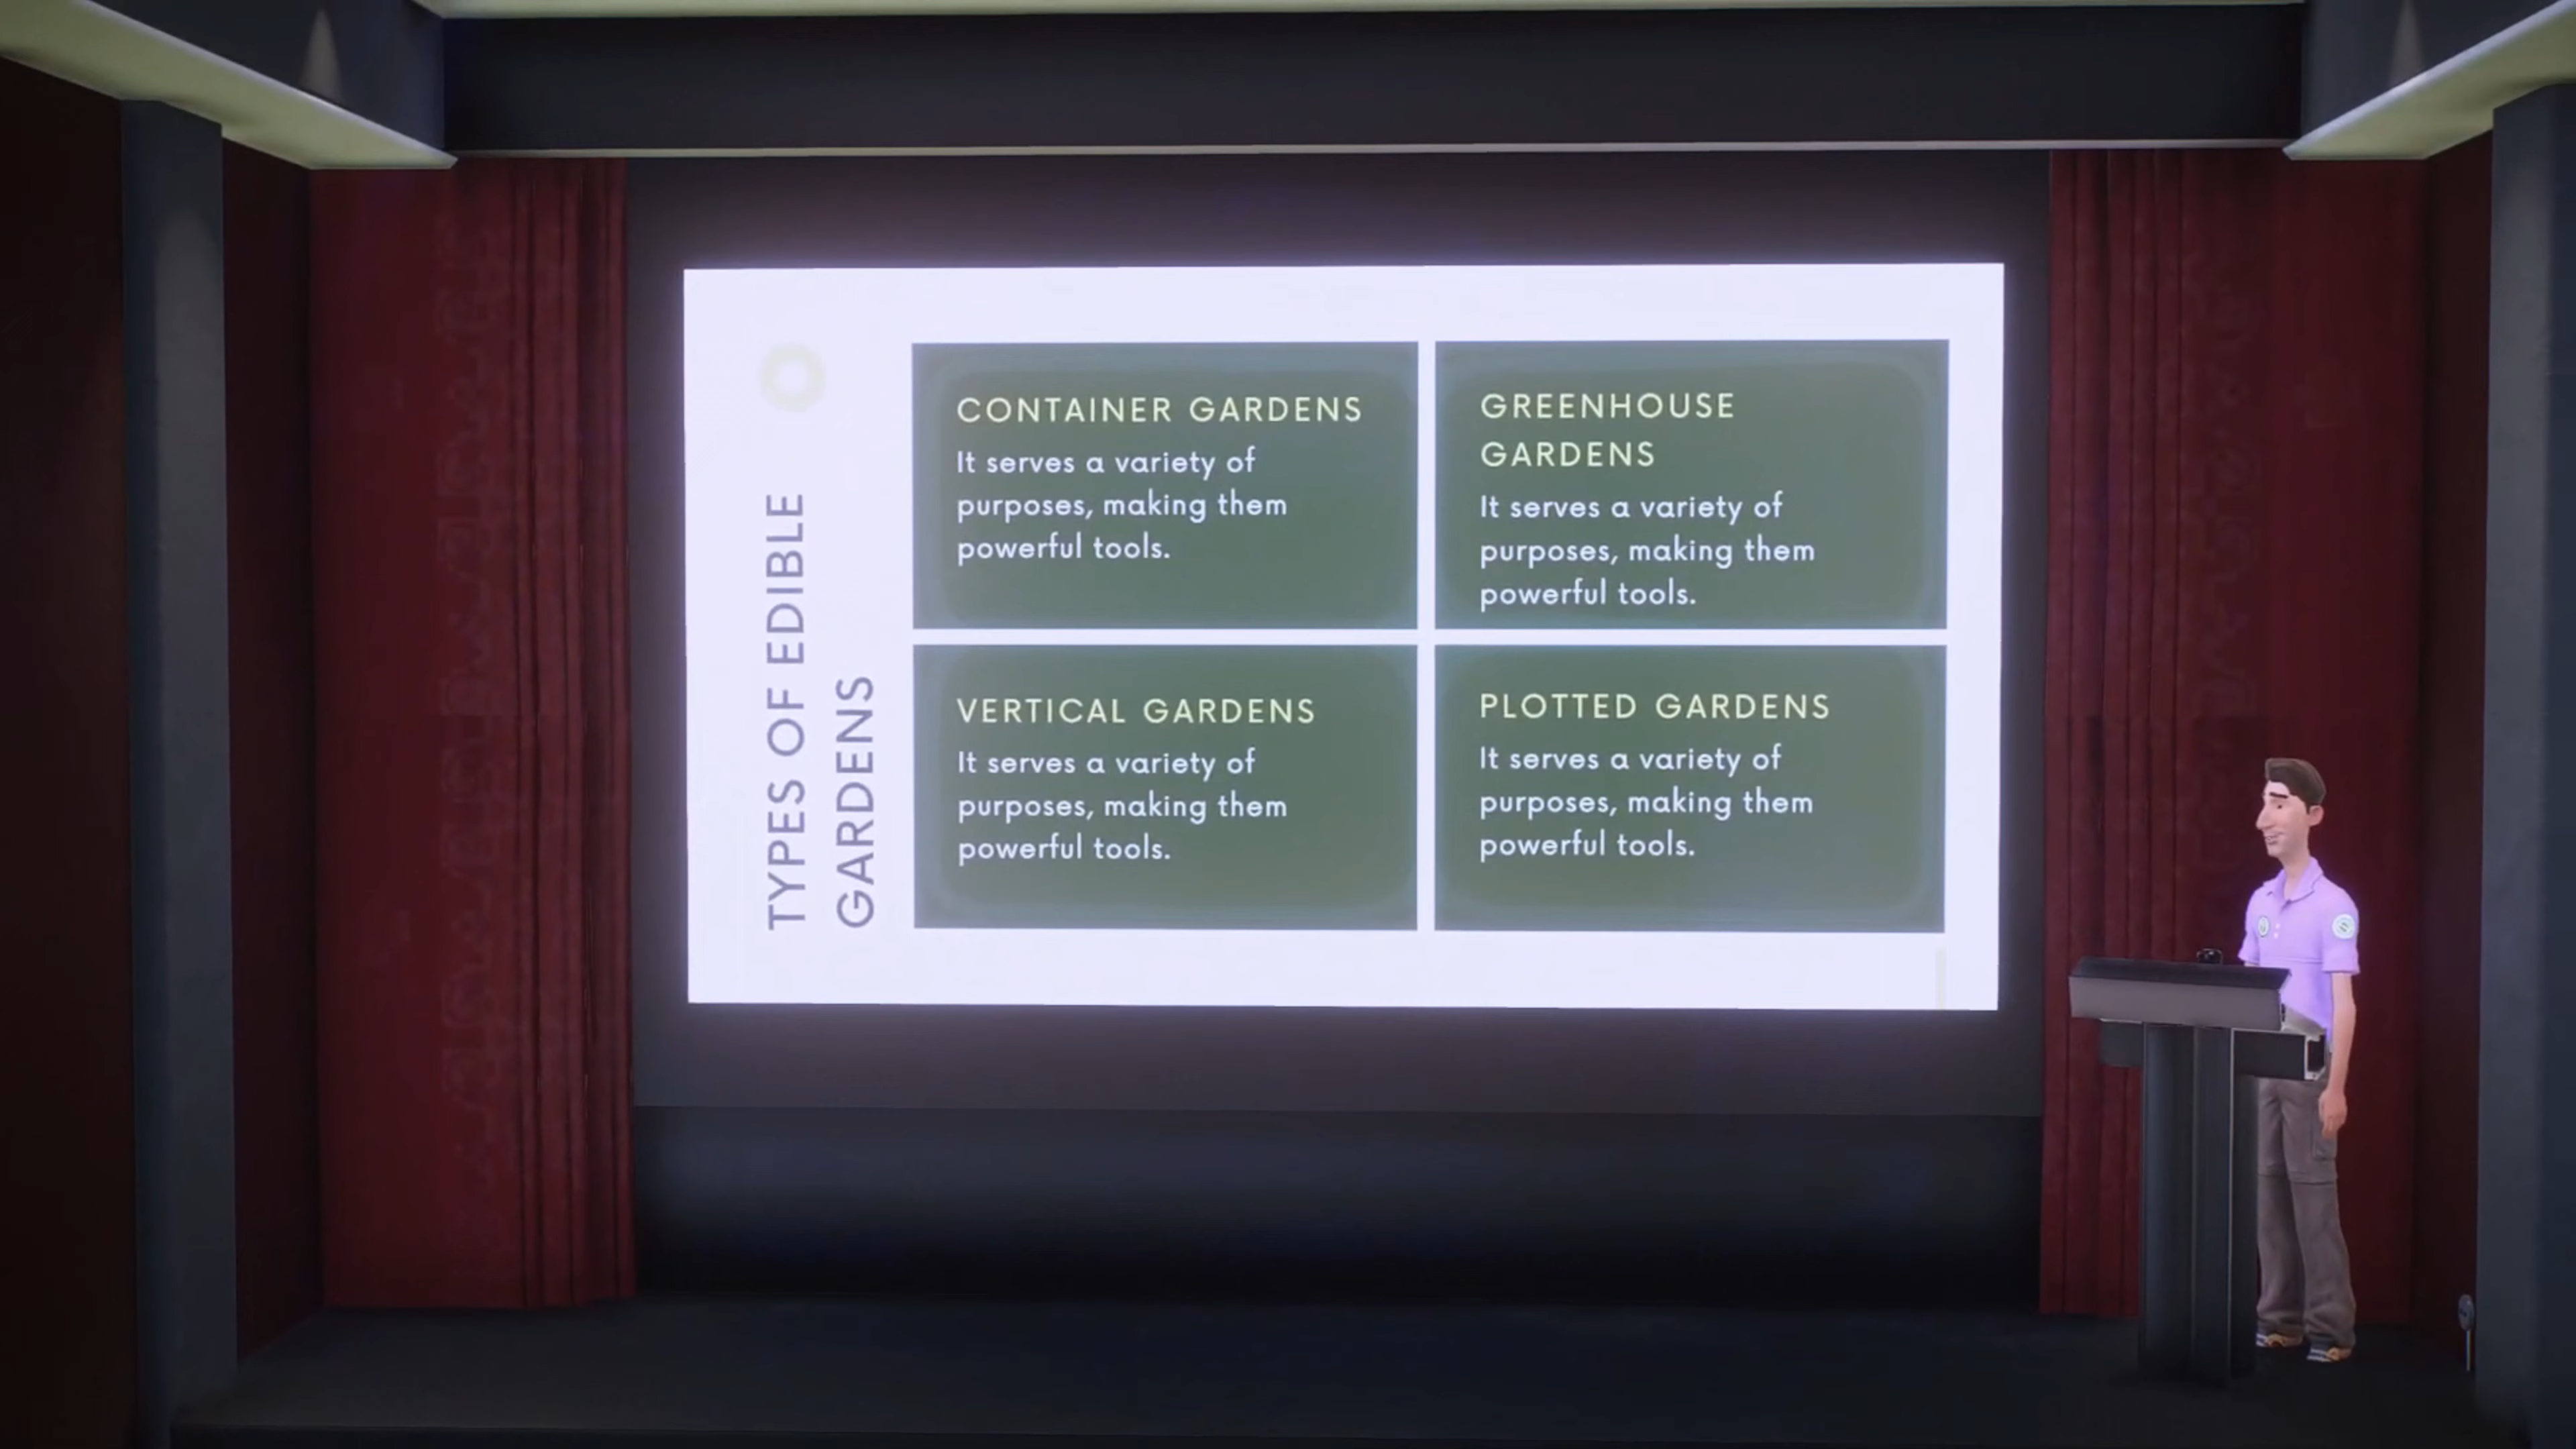 TYPES OF EDIBLE
GARDENS
CONTAINER GARDENS
It serves a variety of
purposes, making them
powerful tools.
GREENHOUSE
GARDENS
It serves a variety of
purposes, making them
powerful tools.
VERTICAL GARDENS
It serves a variety of
purposes, making them
powerful tools.
PLOTTED GARDENS
It serves a variety of
purposes, making them
powerful tools.